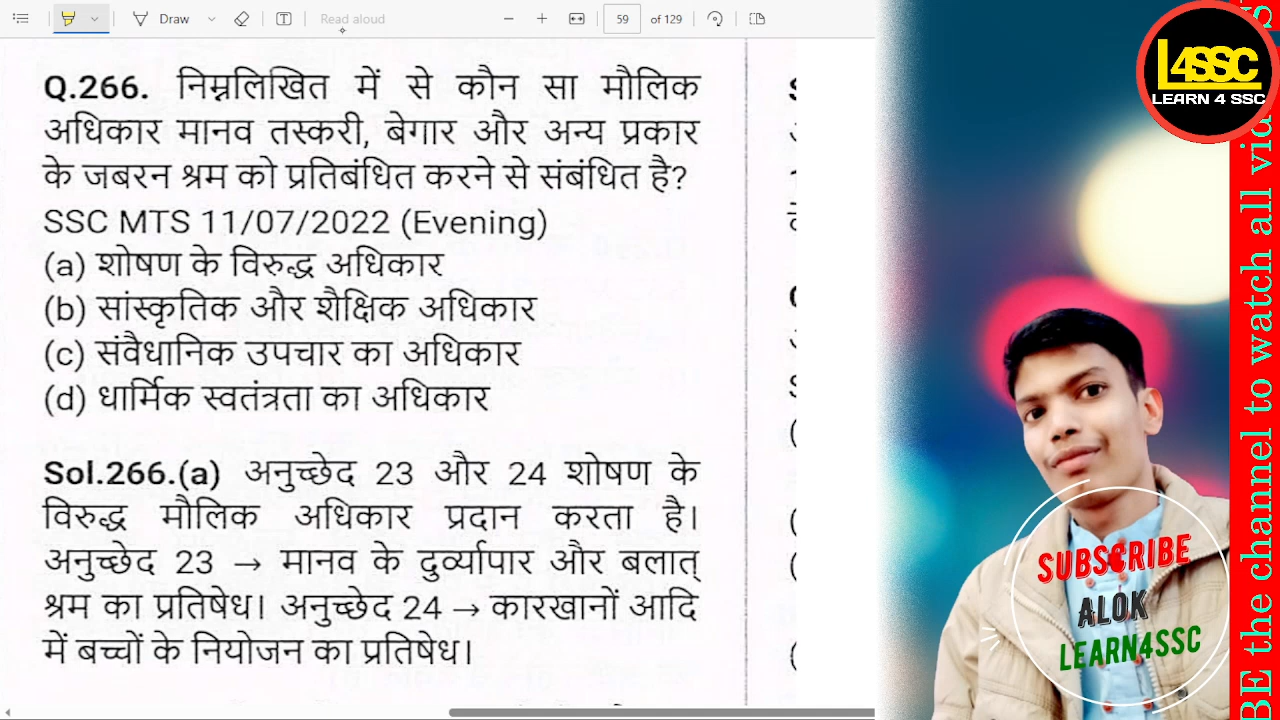 Draw
Read aloud
59
of 129
Q.266. निम्नलिखित में से कौन सा मौलिक
अधिकार मानव तस्करी, बेगार और अन्य प्रकार
के जबरन श्रम को प्रतिबंधित करने से संबंधित है?
SSC MTS 11/07/2022 (Evening)
(a) शोषण के विरुद्ध अधिकार
(b) सांस्कृतिक और शैक्षिक अधिकार
(c) संवैधानिक उपचार का अधिकार
(d) धार्मिक स्वतंत्रता का अधिकार
Sol.266.(a) अनुच्छेद 23 और 24 शोषण के
विरुद्ध मौलिक अधिकार प्रदान करता है।
अनुच्छेद 23 → मानव के दुर्व्यापार और बलात्
श्रम का प्रतिषेध। अनुच्छेद 24 → कारखानों आदि
में बच्चों के नियोजन का प्रतिषेध।
L4SSC
LEARN 4 SSC
SUBSCRIBE
ALOK
LEARN4SSC
BE the channel to watch all